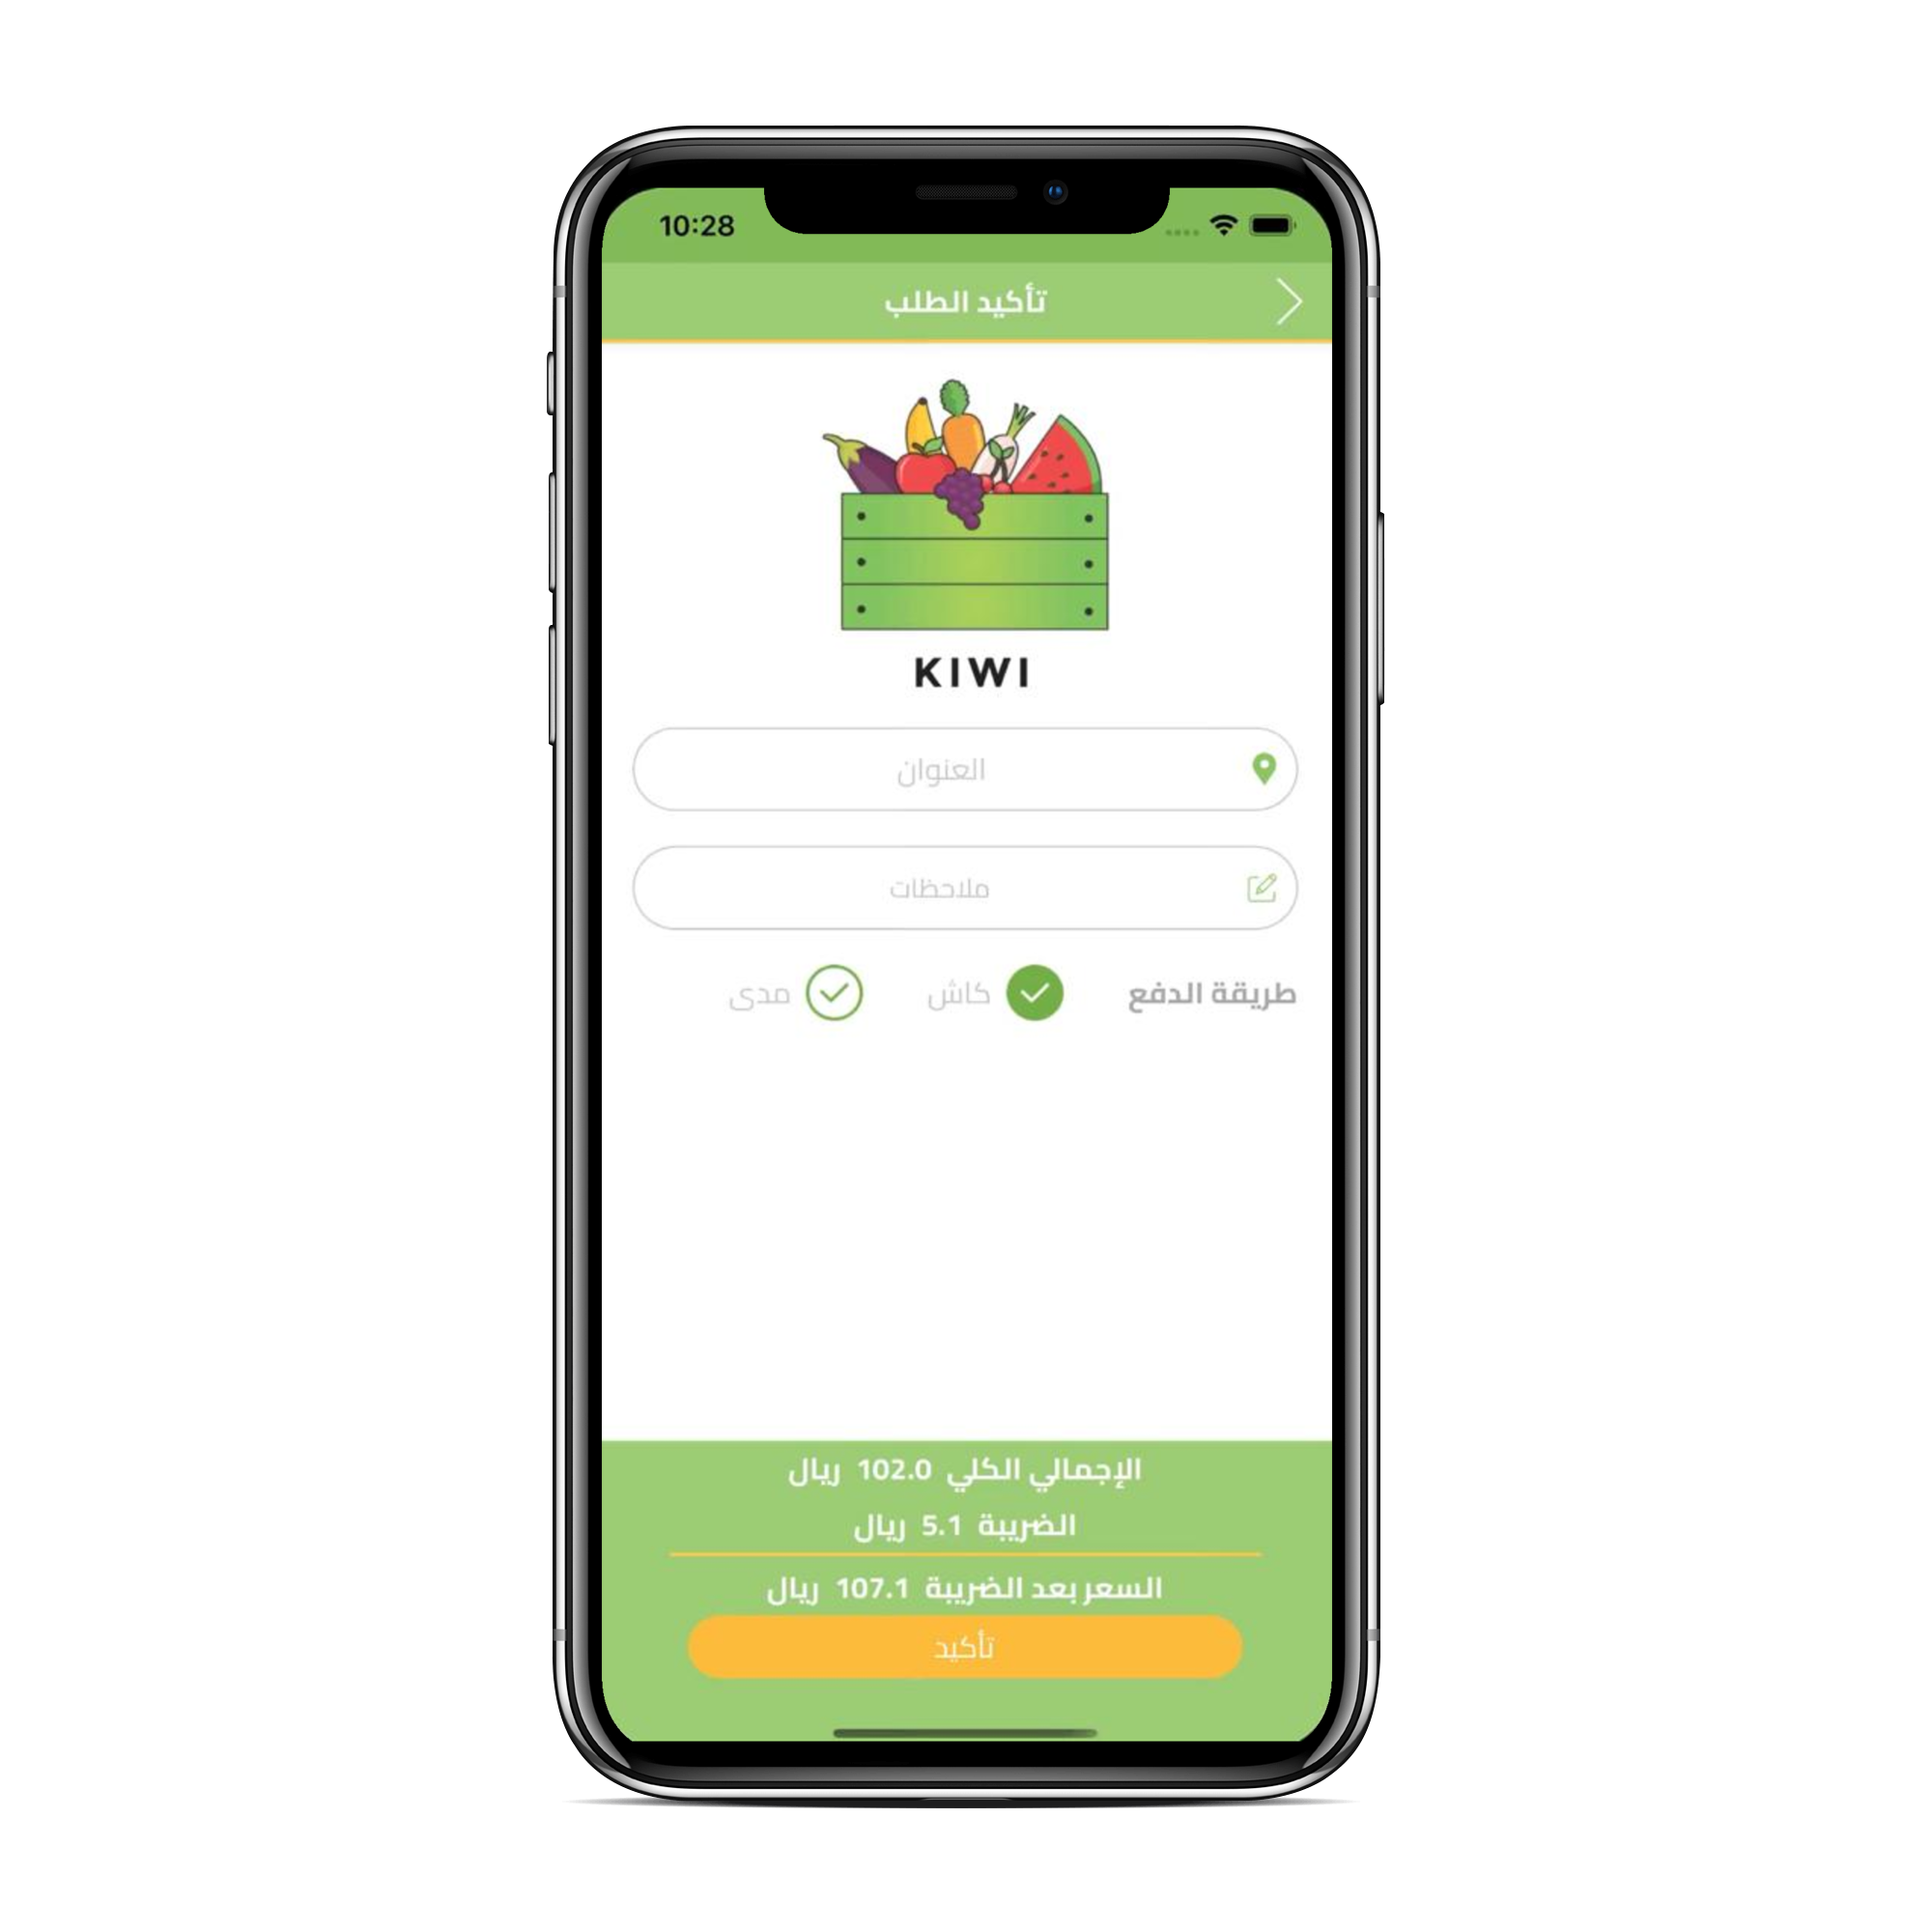 10:28
تأكيد الطلب
KIWI
العنوان
ملاحظات
طريقة الدفع كاش مدى
الإجمالي الكلي 102.0 ريال
الضريبة 5.1 ريال
السعر بعد الضريبة 107.1 ريال
تأكيد